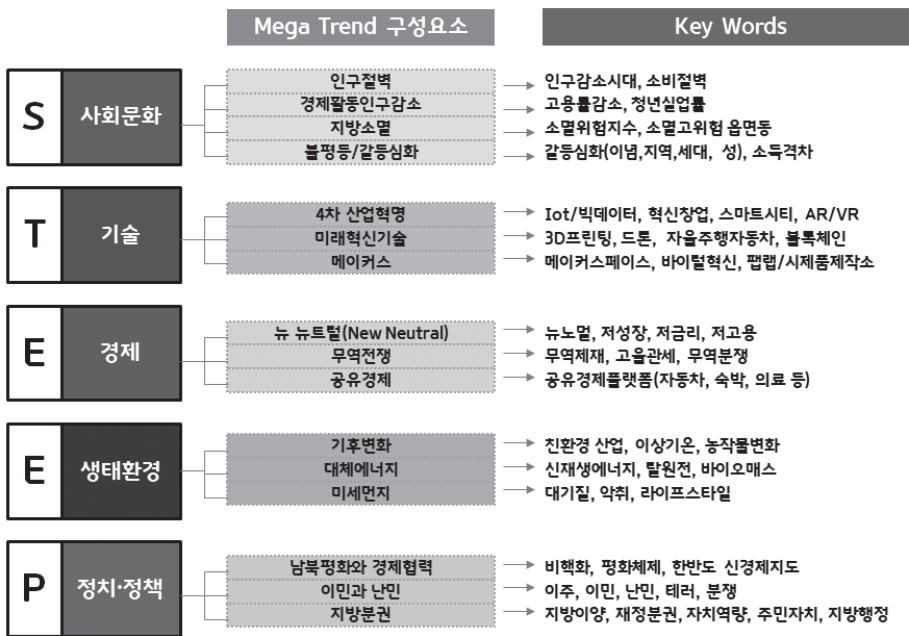 Mega Trend 구성요소 Key Words
S 사회문화
인구절벽 인구감소시대, 소비절벽
경제활동인구감소 고용률감소, 청년실업률
지방소멸 소멸위험지수, 소멸고위험 읍면동
불평등/갈등심화 갈등심화(이념,지역,세대, 성), 소득격차
T 기술
4차 산업혁명 Iot/빅데이터, 혁신창업, 스마트시티, AR/VR
미래혁신기술 3D프린팅, 드론, 자율주행자동차, 블록체인
메이커스 메이커스페이스, 바이럴혁신, 팹랩/시제품제작소
E 경제
뉴 뉴트럴(New Neutral) 뉴노멀, 저성장, 저금리, 저고용
무역전쟁 무역제재, 고율관세, 무역분쟁
공유경제 공유경제플랫폼(자동차, 숙박, 의료 등)
E 생태환경
기후변화 친환경 산업, 이상기온, 농작물변화
대체에너지 신재생에너지, 탈원전, 바이오매스
미세먼지 대기질, 악취, 라이프스타일
P 정치·정책
남북평화와 경제협력 비핵화, 평화체제, 한반도 신경제지도
이민과 난민 이주, 이민, 난민, 테러, 분쟁
지방분권 지방이양, 재정분권, 자치역량, 주민자치, 지방행정